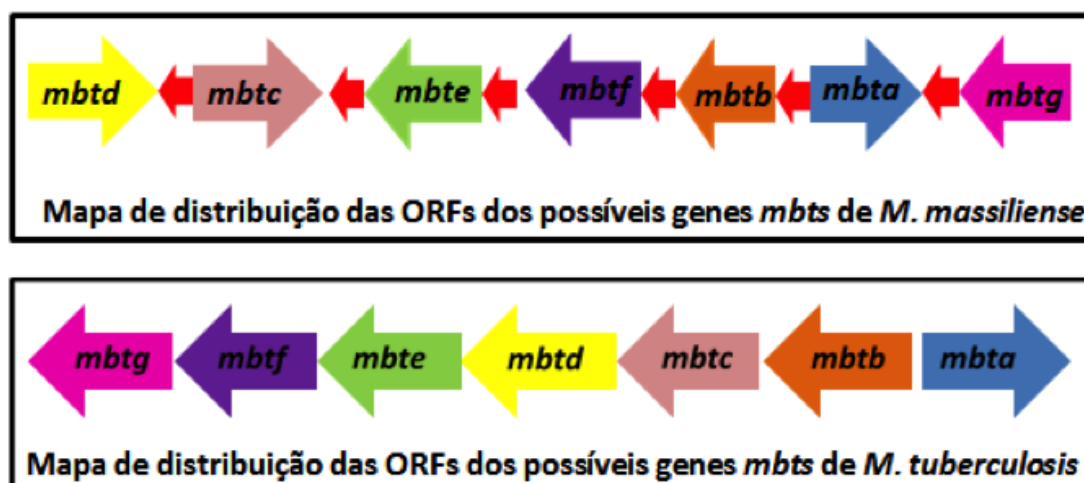 mbtd mbtc mbte mbtf mbtb mbta mbtg
Mapa de distribuição das ORFs dos possíveis genes mbts de M. massiliense
mbtg mbtf mbte mbtd mbtc mbtb mbta
Mapa de distribuição das ORFs dos possíveis genes mbts de M. tuberculosis